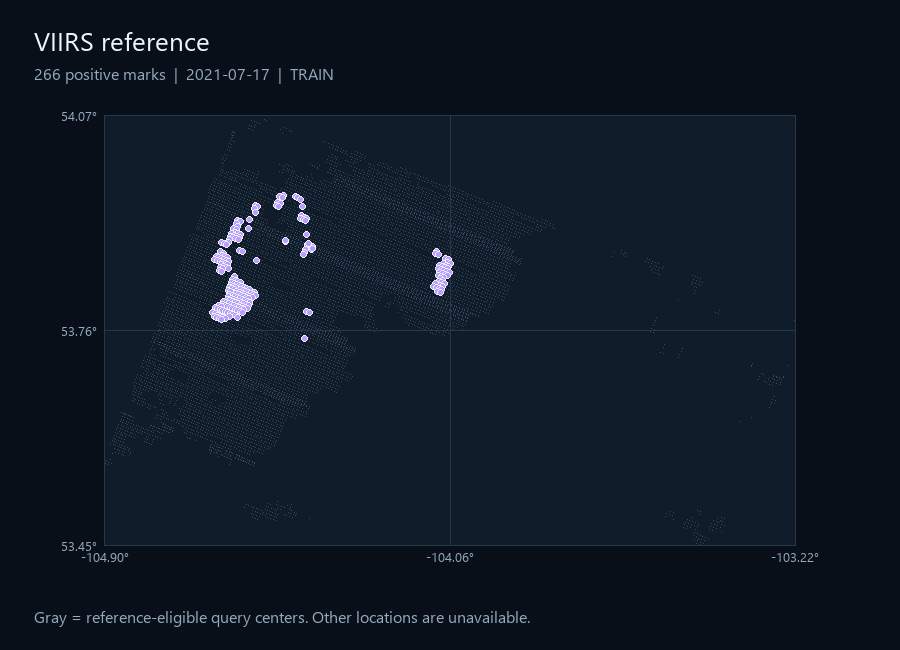 VIIRS reference
266 positive marks | 2021-07-17 | TRAIN
54.07°
53.76°
53.45°
-104.90°
-104.06°
-103.22°
Gray = reference-eligible query centers. Other locations are unavailable.